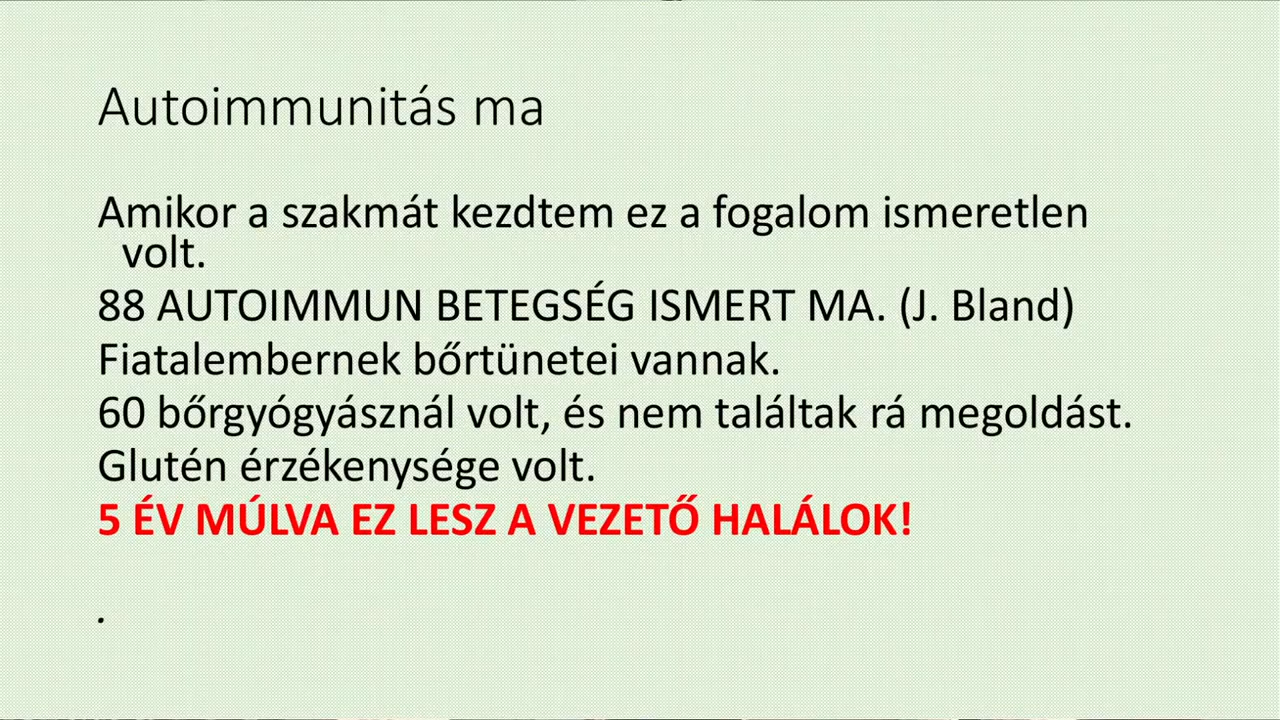 Autoimmunitás ma
Amikor a szakmát kezdtem ez a fogalom ismeretlen
volt.
88 AUTOIMMUN BETEGSÉG ISMERT MA. (J. Bland)
Fiatalembernek bőrtünetei vannak.
60 bőrgyógyásznál volt, és nem találtak rá megoldást.
Glutén érzékenysége volt.
5 ÉV MÚLVA EZ LESZ A VEZETŐ HALÁLOK!
.